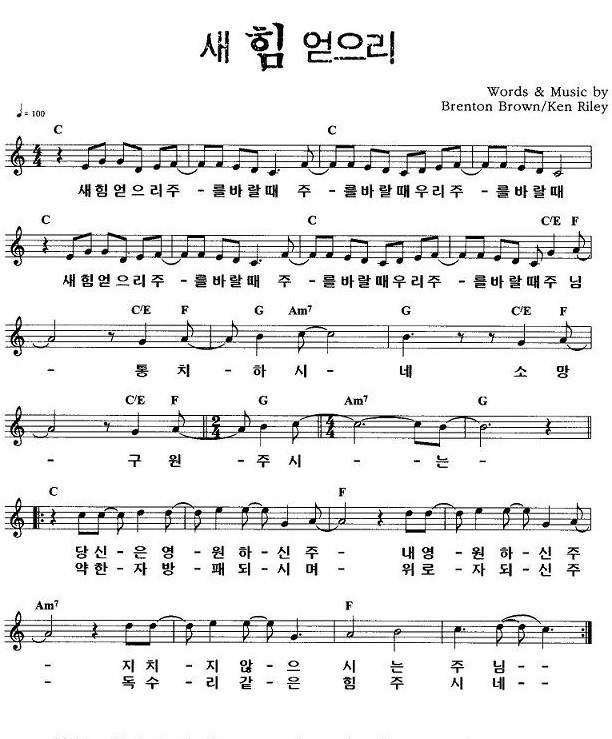 새 힘 얻으리
Words & Music by
Brenton Brown/Ken Riley
♩ = 100
C C
새힘얻으리주 - 를바랄때 주 - 를바랄때우리주 - 를바랄때
C C C/E F
새힘얻으리주 - 를바랄때 주 - 를바랄때우리주 - 를바랄때주 님
C/E F G Am7 G C/E F
- 통 치 - 하 시 - 네 소 망
C/E F G Am7 G
- 구 원 - 주 시 - 는 -
C F
당 신 - 은 영 - 원 하 - 신 주 - 내 영 - 원 하 - 신 주
약 한 - 자 방 - 패 되 - 시 며 - 위 로 - 자 되 - 신 주
Am7 F
- 지 치 - 지 않 - 으 시 는 주 님 - -
- 독 수 - 리 같 - 은 힘 주 시 네 - -